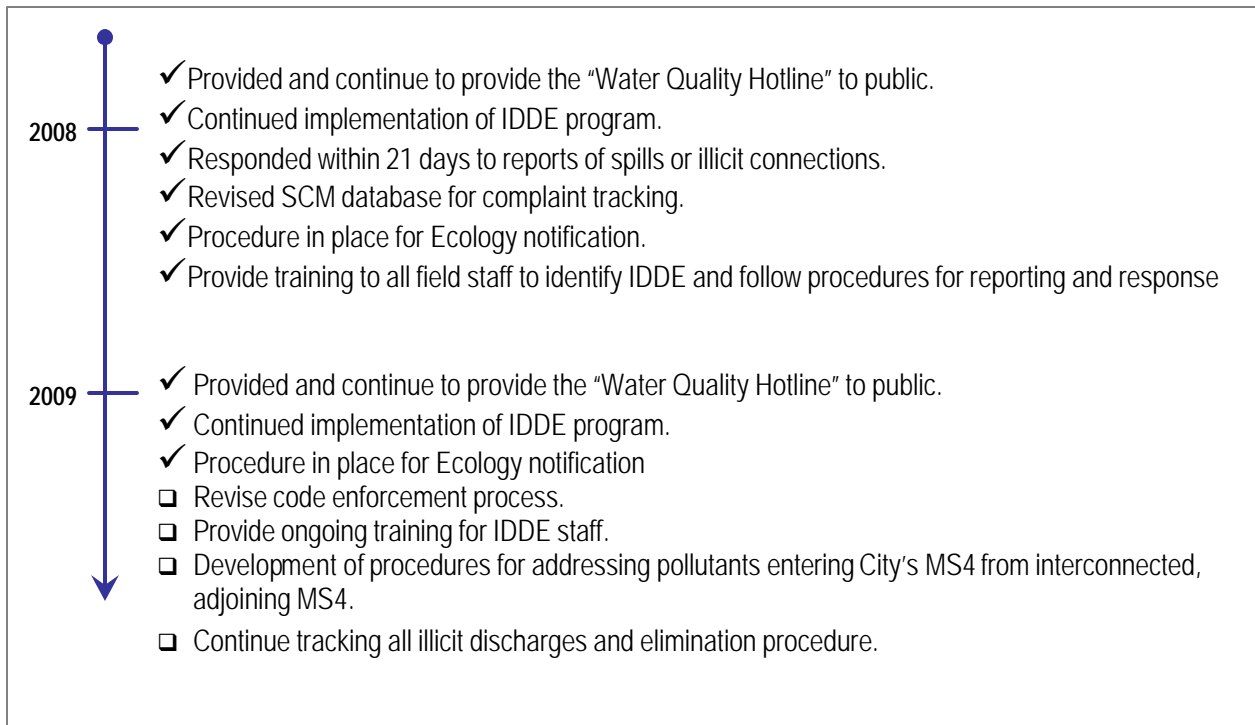 ✓ Provided and continue to provide the “Water Quality Hotline” to public.
2008
✓ Continued implementation of IDDE program.
✓ Responded within 21 days to reports of spills or illicit connections.
✓ Revised SCM database for complaint tracking.
✓ Procedure in place for Ecology notification.
✓ Provide training to all field staff to identify IDDE and follow procedures for reporting and response
2009
✓ Provided and continue to provide the “Water Quality Hotline” to public.
✓ Continued implementation of IDDE program.
✓ Procedure in place for Ecology notification
❑ Revise code enforcement process.
❑ Provide ongoing training for IDDE staff.
❑ Development of procedures for addressing pollutants entering City’s MS4 from interconnected,
adjoining MS4.
❑ Continue tracking all illicit discharges and elimination procedure.